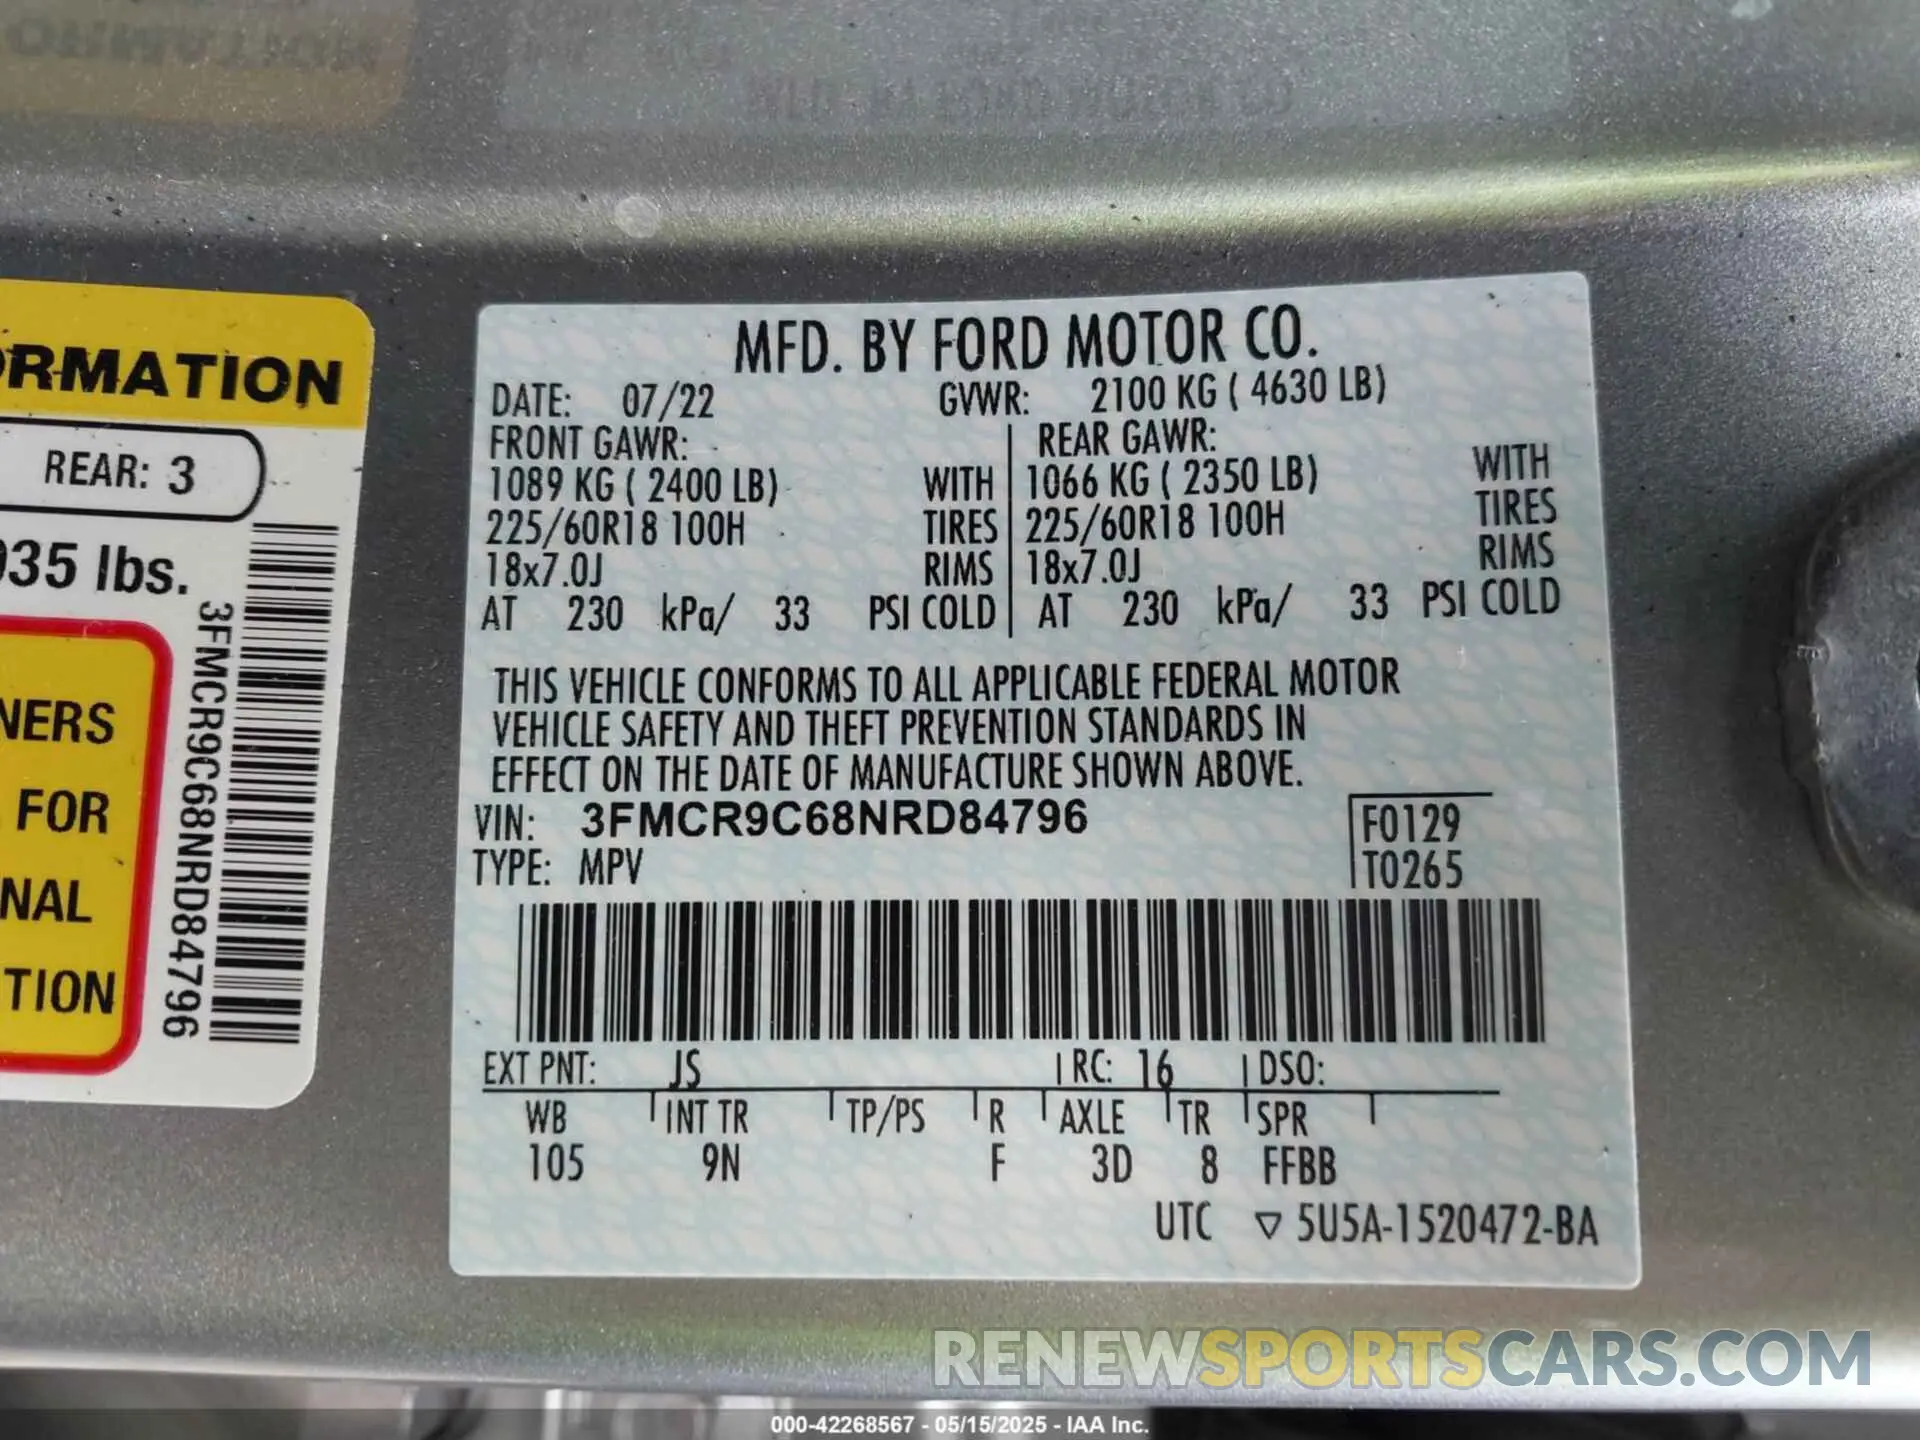 ORMATION
REAR: 3
935 lbs.
NERS
FOR
NAL
TION
3FMCR9C68NRD84796
MFD. BY FORD MOTOR CO.
DATE: 07/22 GVWR: 2100 KG ( 4630 LB)
FRONT GAWR: REAR GAWR:
1089 KG ( 2400 LB) WITH 1066 KG ( 2350 LB) WITH
225/60R18 100H TIRES 225/60R18 100H TIRES
18x7.0J RIMS 18x7.0J RIMS
AT 230 kPa/ 33 PSI COLD AT 230 kPa/ 33 PSI COLD
THIS VEHICLE CONFORMS TO ALL APPLICABLE FEDERAL MOTOR
VEHICLE SAFETY AND THEFT PREVENTION STANDARDS IN
EFFECT ON THE DATE OF MANUFACTURE SHOWN ABOVE.
VIN: 3FMCR9C68NRD84796 F0129
TYPE: MPV T0265
EXT PNT: JS RC: 16 DSO:
WB INT TR TP/PS R AXLE TR SPR
105 9N F 3D 8 FFBB
UTC ▽ 5U5A-1520472-BA
RENEWSPORTSCARS.COM
000-42268567 - 05/15/2025 - IAA Inc.